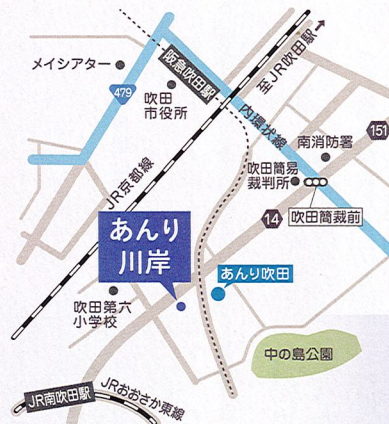 至JR吹田駅
メイシアター
阪急吹田駅
479
吹田
市役所
内環状線
151
南消防署
JR京都線
吹田簡易
裁判所
14
吹田簡裁前
あんり
川岸
あんり吹田
吹田第六
小学校
中の島公園
JR南吹田駅
JRおおさか東線